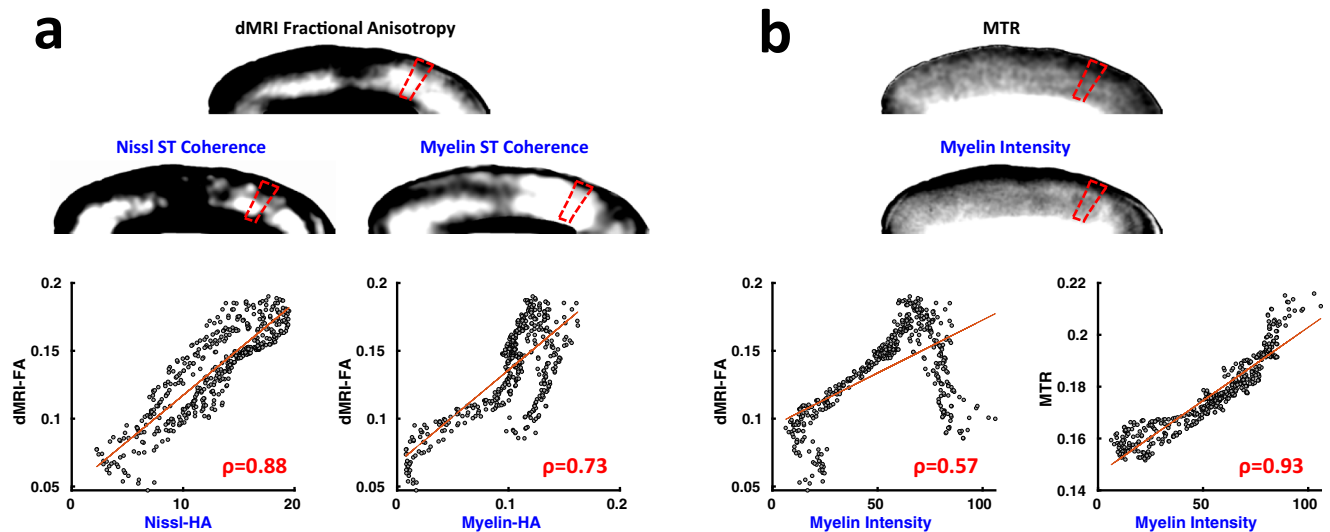 a
dMRI Fractional Anisotropy
Nissl ST Coherence
Myelin ST Coherence
0.2
0.15
0.1
0.05
dMRI-FA
0
10
20
Nissl-HA
ρ=0.88
0.2
0.15
0.1
0.05
dMRI-FA
0
0.1
0.2
Myelin-HA
ρ=0.73
b
MTR
Myelin Intensity
0.2
0.15
0.1
0.05
dMRI-FA
0
50
100
Myelin Intensity
ρ=0.57
0.22
0.2
0.18
0.16
0.14
MTR
0
50
100
Myelin Intensity
ρ=0.93